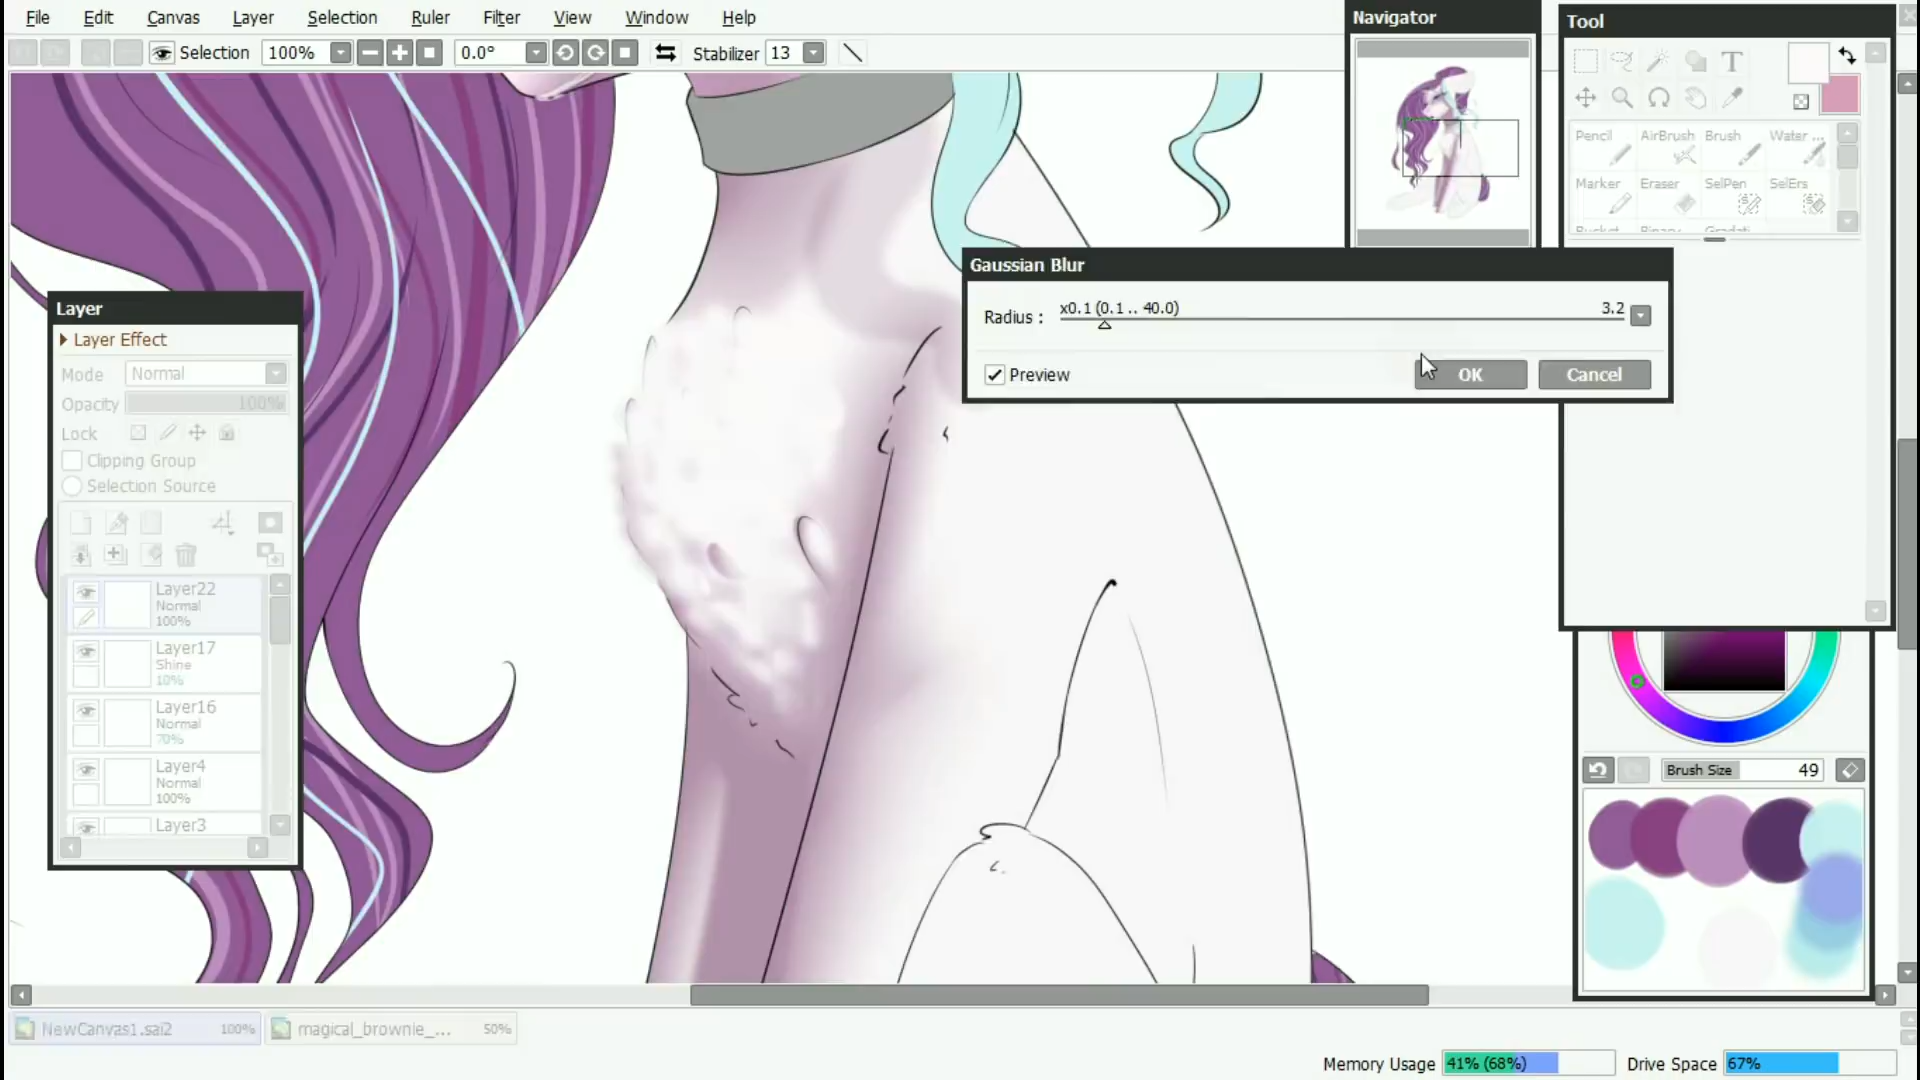 File Edit Canvas Layer Selection Ruler Filter View Window Help
Selection 100% 0.0° Stabilizer 13
Navigator
Tool
T
Pencil AirBrush Brush Water ...
Marker Eraser SelPen SelErs
Gaussian Blur
Radius : x0.1 (0.1 .. 40.0) 3.2
Preview OK Cancel
Layer
Layer Effect
Mode Normal
Opacity 100%
Lock
Clipping Group
Selection Source
Layer22
Normal
100%
Layer17
Shine
10%
Layer16
Normal
70%
Layer4
Normal
100%
Layer3
Brush Size 49
NewCanvas1.sai2 100% magical_brownie_... 50%
Memory Usage 41% (68%) Drive Space 67%